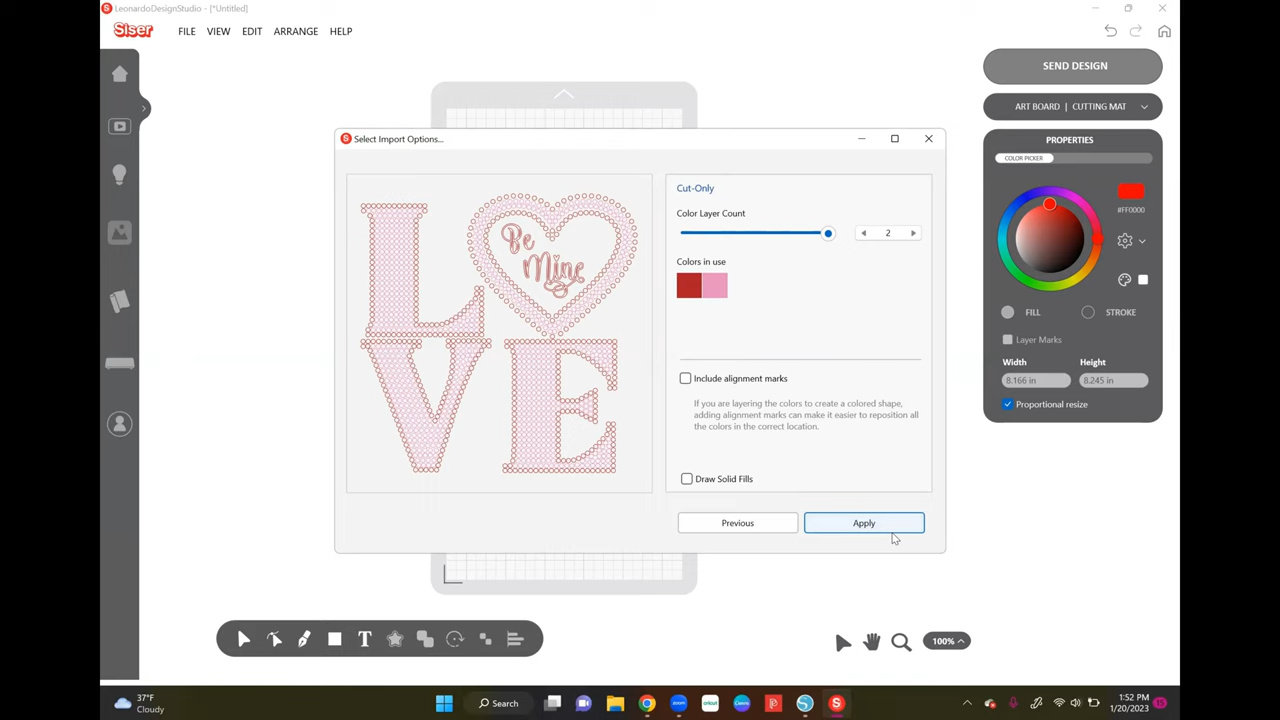 LeonardoDesignStudio - [*Untitled]
Siser
FILE VIEW EDIT ARRANGE HELP
SEND DESIGN
ART BOARD | CUTTING MAT
PROPERTIES
COLOR PICKER
#FF0000
FILL STROKE
Layer Marks
Width Height
8.166 in 8.245 in
Proportional resize
Select Import Options...
LOVE
Be
Mine
Cut-Only
Color Layer Count
2
Colors in use
Include alignment marks
If you are layering the colors to create a colored shape,
adding alignment marks can make it easier to reposition all
the colors in the correct location.
Draw Solid Fills
Previous Apply
T
100%
37°F
Cloudy
Search
cricut
Canva
zoom
1:52 PM
1/20/2023
15